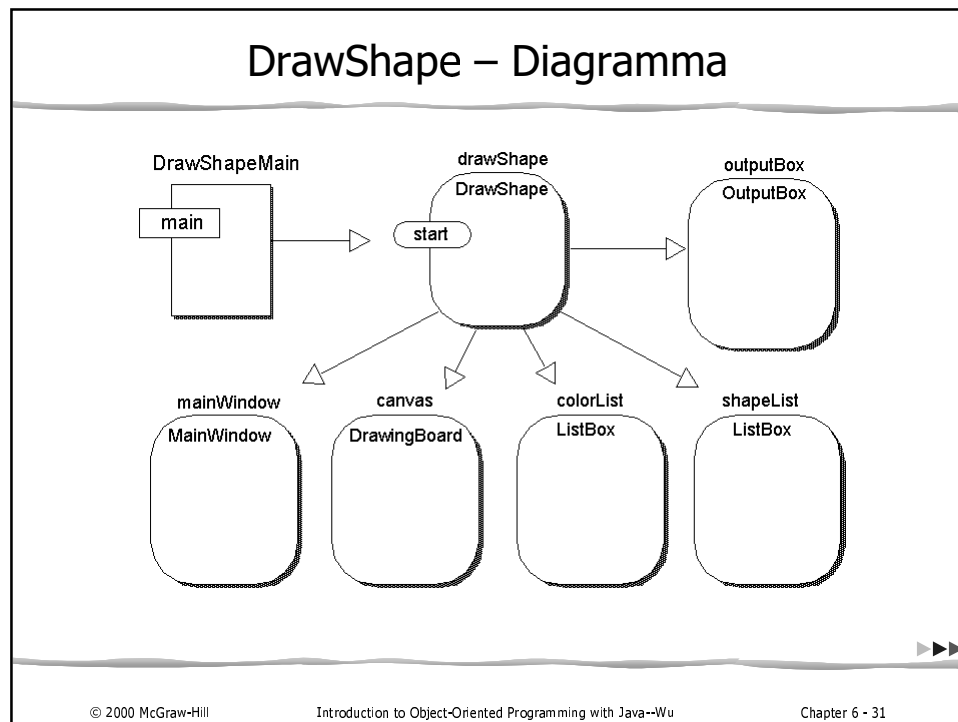 DrawShape – Diagramma
DrawShapeMain
main
drawShape
DrawShape
start
outputBox
OutputBox
mainWindow
MainWindow
canvas
DrawingBoard
colorList
ListBox
shapeList
ListBox
© 2000 McGraw-Hill Introduction to Object-Oriented Programming with Java--Wu Chapter 6 - 31